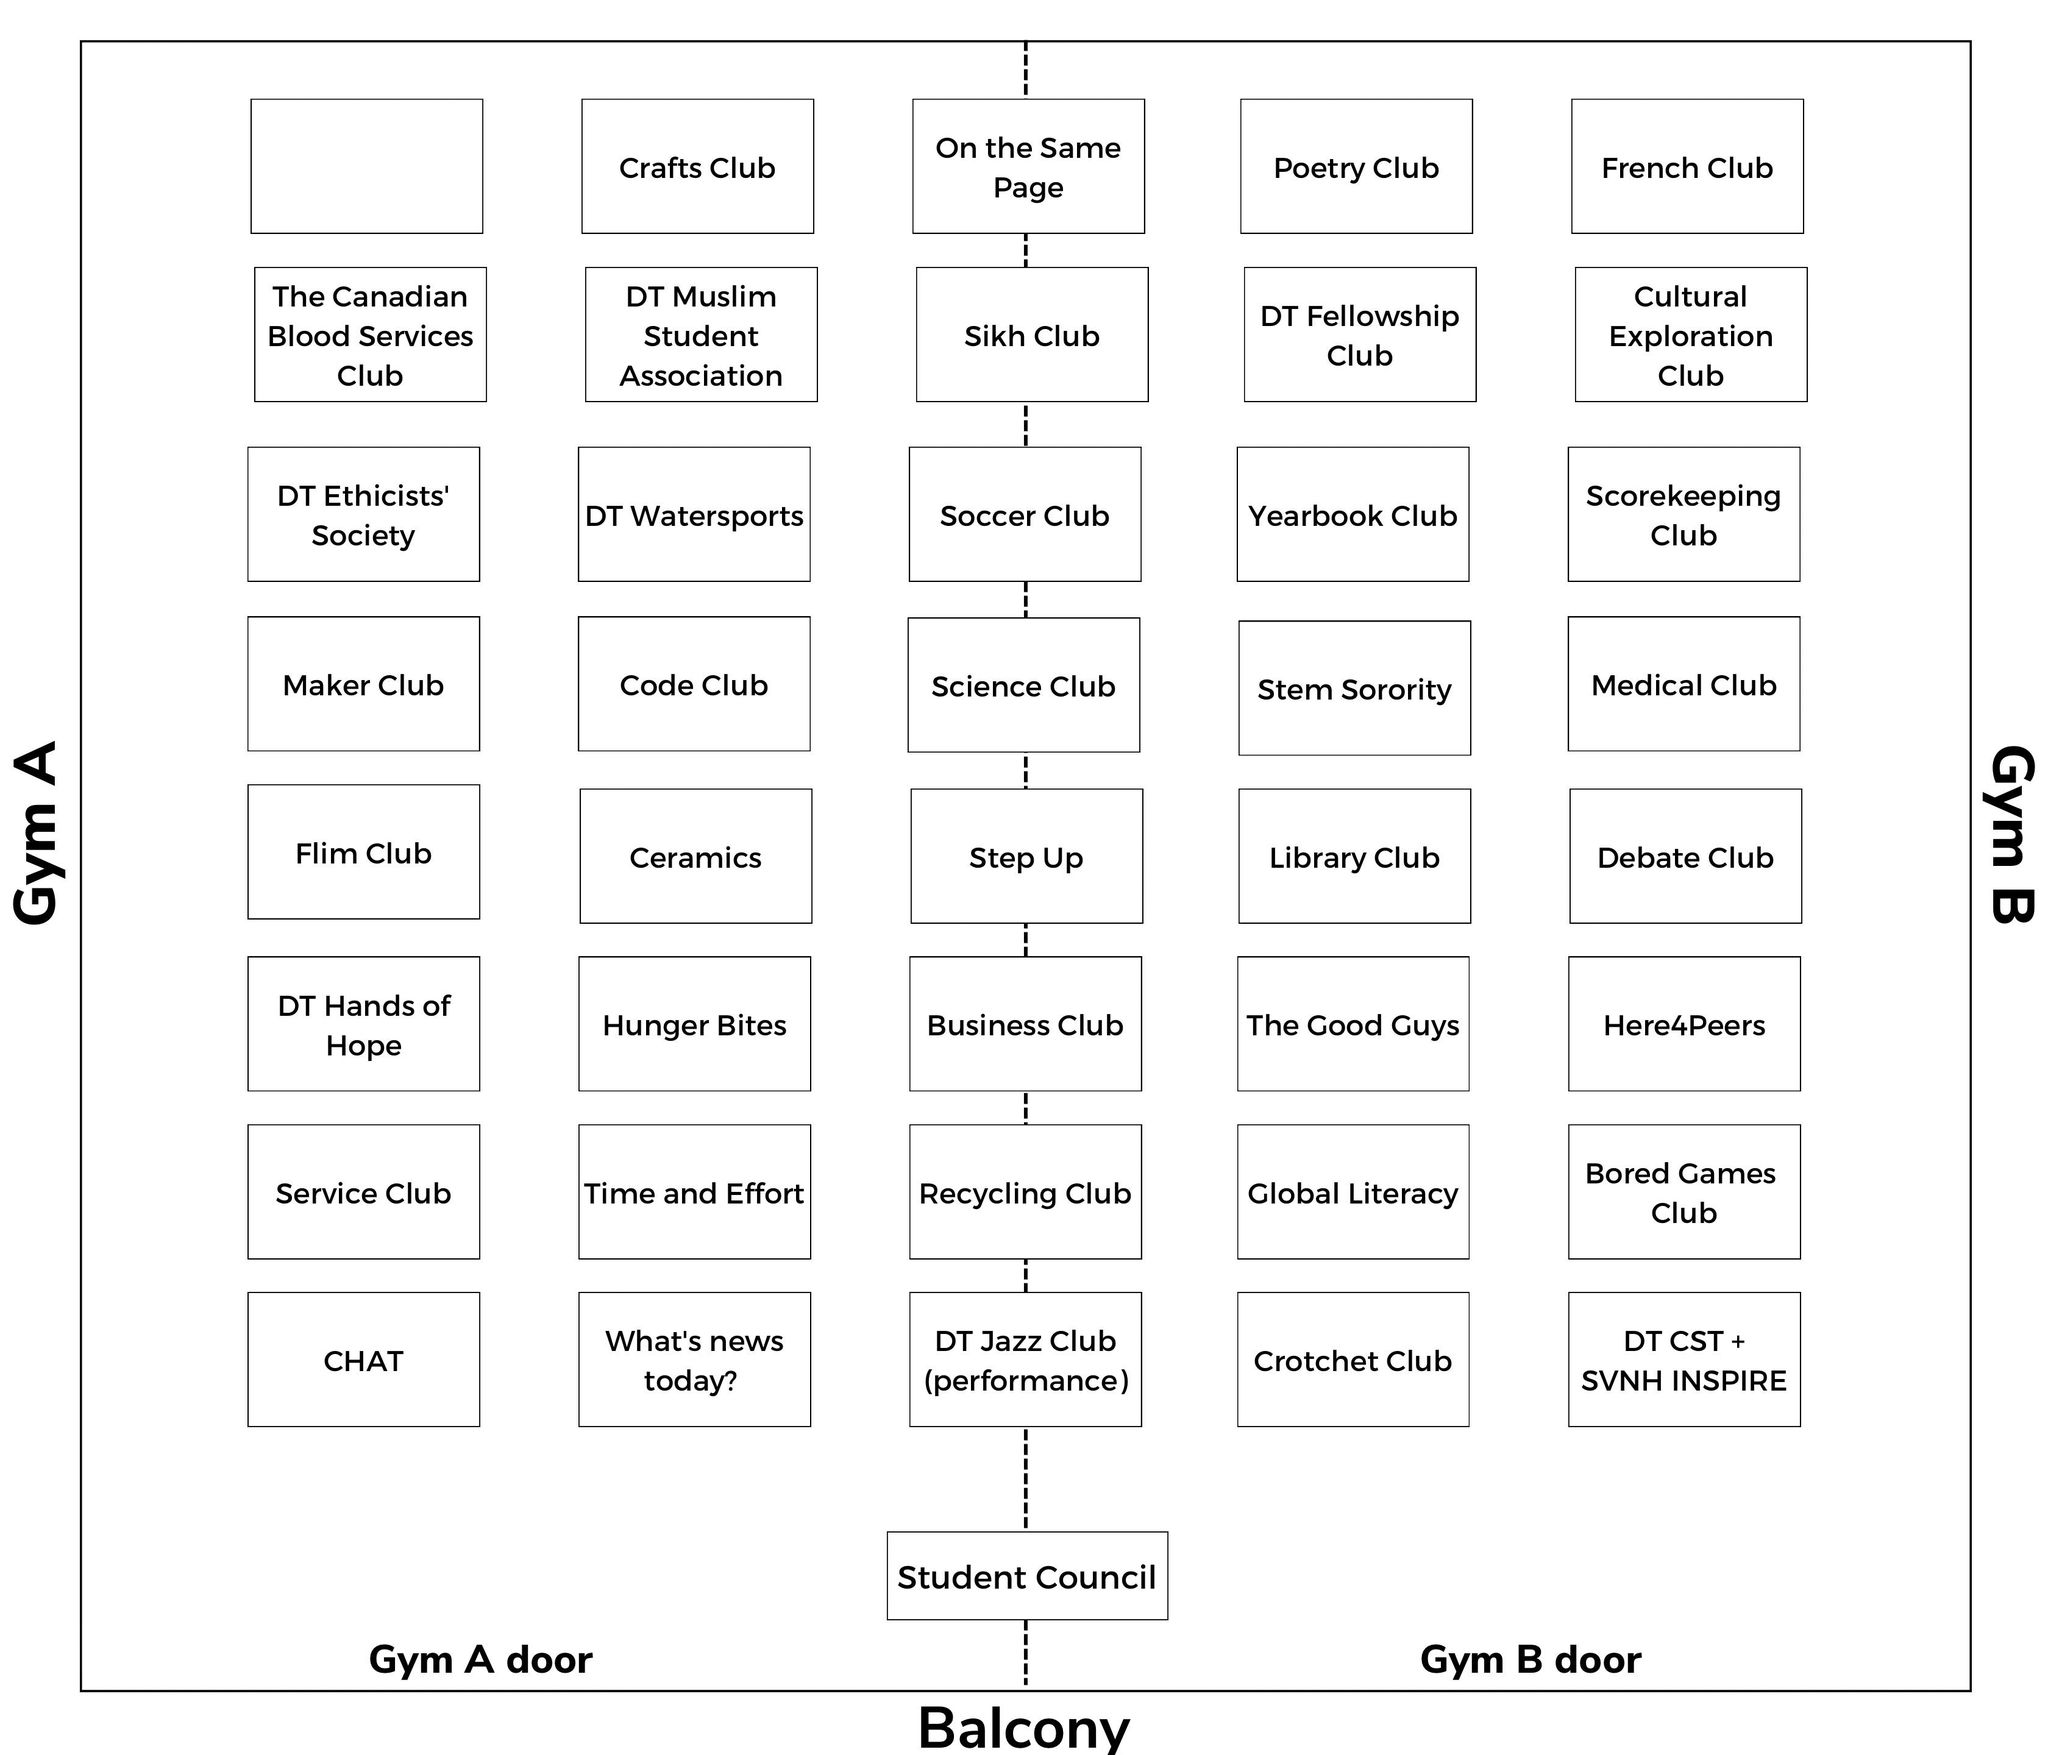 Crafts Club
On the Same
Page
Poetry Club
French Club
The Canadian
Blood Services
Club
DT Muslim
Student
Association
Sikh Club
DT Fellowship
Club
Cultural
Exploration
Club
DT Ethicists'
Society
DT Watersports
Soccer Club
Yearbook Club
Scorekeeping
Club
Maker Club
Code Club
Science Club
Stem Sorority
Medical Club
Gym A
Gym B
Flim Club
Ceramics
Step Up
Library Club
Debate Club
DT Hands of
Hope
Hunger Bites
Business Club
The Good Guys
Here4Peers
Service Club
Time and Effort
Recycling Club
Global Literacy
Bored Games
Club
CHAT
What's news
today?
DT Jazz Club
(performance)
Crotchet Club
DT CST +
SVNH INSPIRE
Student Council
Gym A door
Gym B door
Balcony